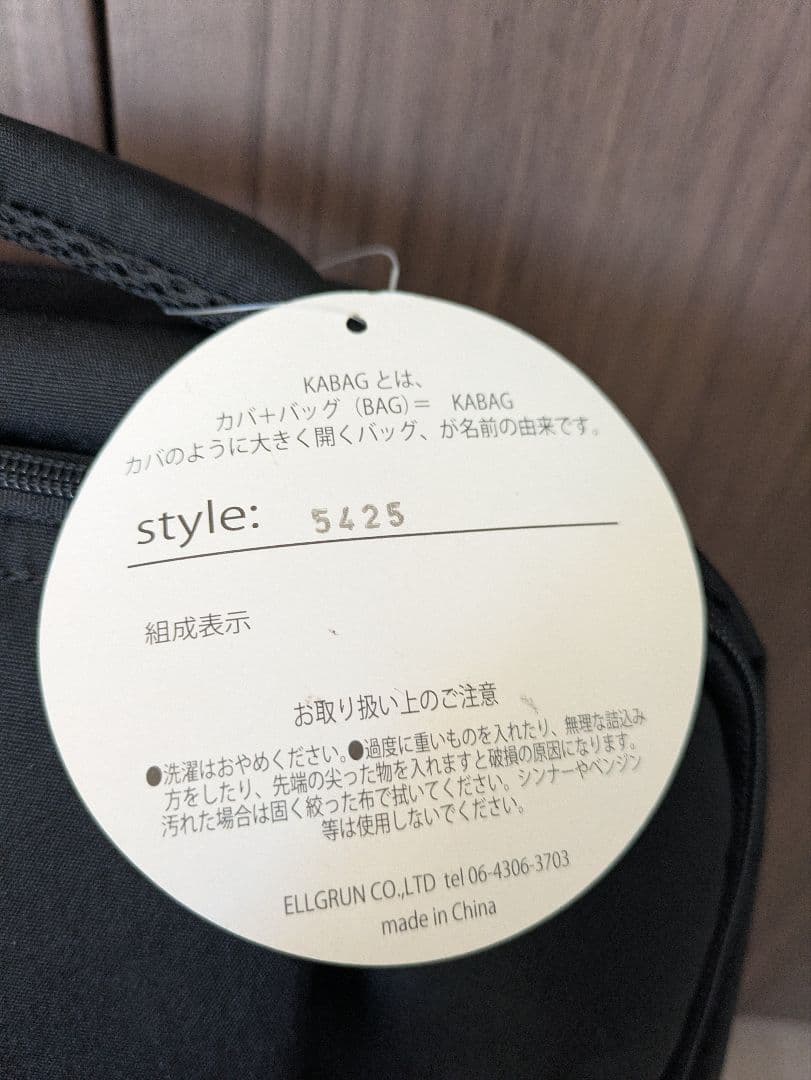 KABAG とは、
カバ＋バッグ（BAG）＝　KABAG
カバのように大きく開くバッグ、が名前の由来です。
style: 5425
組成表示
お取り扱い上のご注意
●洗濯はおやめください。●過度に重いものを入れたり、無理な詰込み
方をしたり、先端の尖った物を入れますと破損の原因になります。
汚れた場合は固く絞った布で拭いてください。シンナーやベンジン
等は使用しないでください。
ELLGRUN CO.,LTD tel 06-4306-3703
made in China